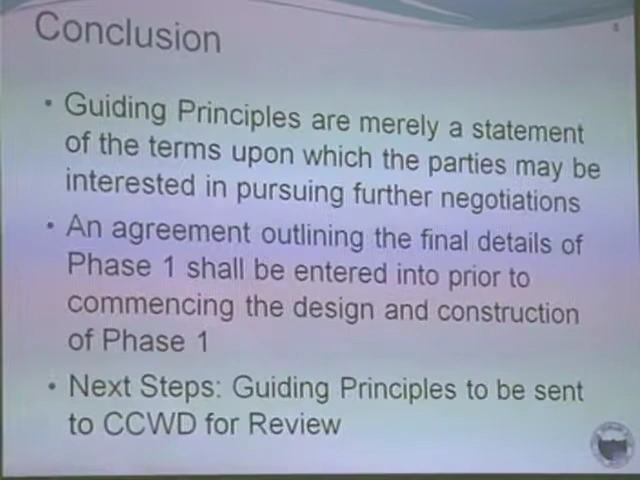 Conclusion
• Guiding Principles are merely a statement
of the terms upon which the parties may be
interested in pursuing further negotiations
• An agreement outlining the final details of
Phase 1 shall be entered into prior to
commencing the design and construction
of Phase 1
• Next Steps: Guiding Principles to be sent
to CCWD for Review